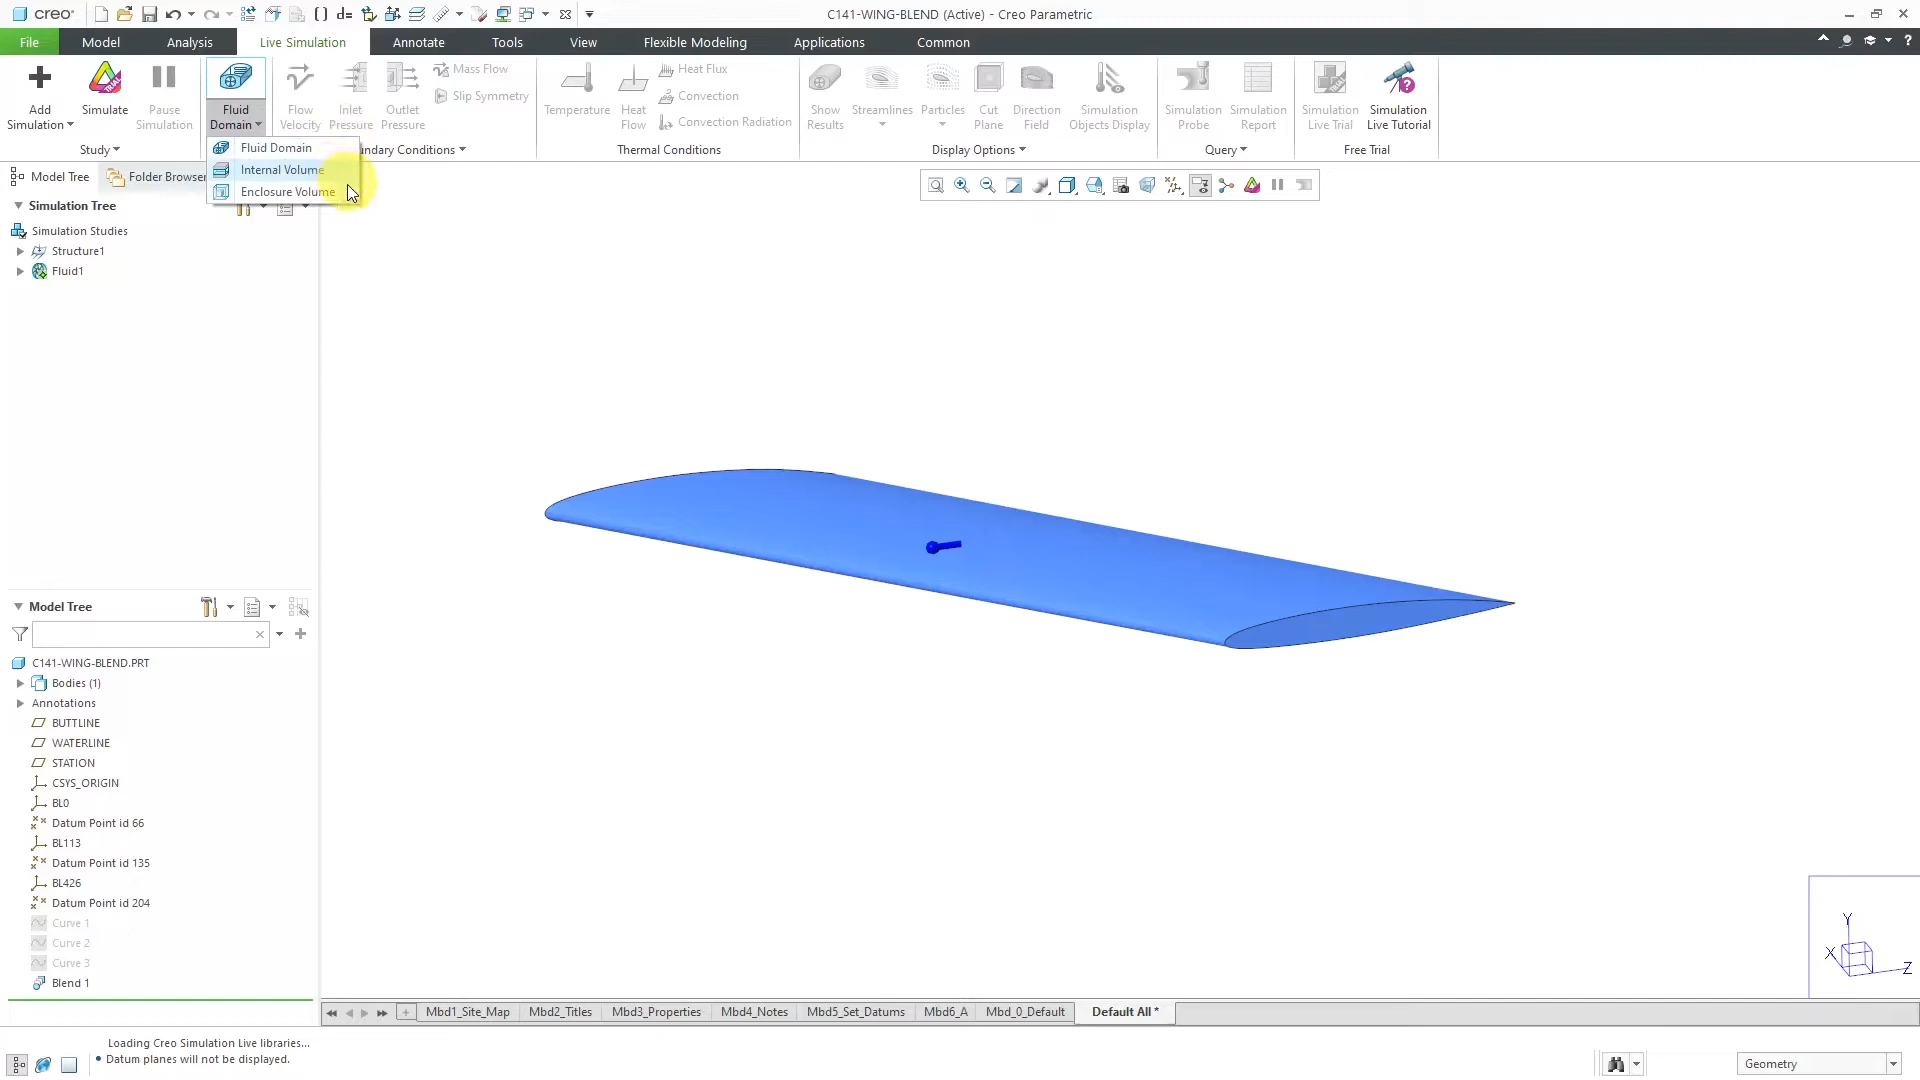 creo
d=
C141-WING-BLEND (Active) - Creo Parametric
File
Model
Analysis
Live Simulation
Annotate
Tools
View
Flexible Modeling
Applications
Common
Add
Simulation
Simulate
Pause
Simulation
Fluid
Domain
Flow
Velocity
Inlet
Pressure
Outlet
Pressure
Mass Flow
Slip Symmetry
Temperature
Heat
Flow
Heat Flux
Convection
Convection Radiation
Show
Results
Streamlines
Particles
Cut
Plane
Direction
Field
Simulation
Objects Display
Simulation
Probe
Simulation
Report
TRIAL
Simulation
Live Trial
Simulation
Live Tutorial
Study
undary Conditions
Thermal Conditions
Display Options
Query
Free Trial
Fluid Domain
Internal Volume
Enclosure Volume
Model Tree
Folder Browser
Simulation Tree
Simulation Studies
Structure1
Fluid1
Model Tree
C141-WING-BLEND.PRT
Bodies (1)
Annotations
BUTTLINE
WATERLINE
STATION
CSYS_ORIGIN
BL0
Datum Point id 66
BL113
Datum Point id 135
BL426
Datum Point id 204
Curve 1
Curve 2
Curve 3
Blend 1
Y
X
Z
Mbd1_Site_Map
Mbd2_Titles
Mbd3_Properties
Mbd4_Notes
Mbd5_Set_Datums
Mbd6_A
Mbd_0_Default
Default All *
Loading Creo Simulation Live libraries...
• Datum planes will not be displayed.
Geometry